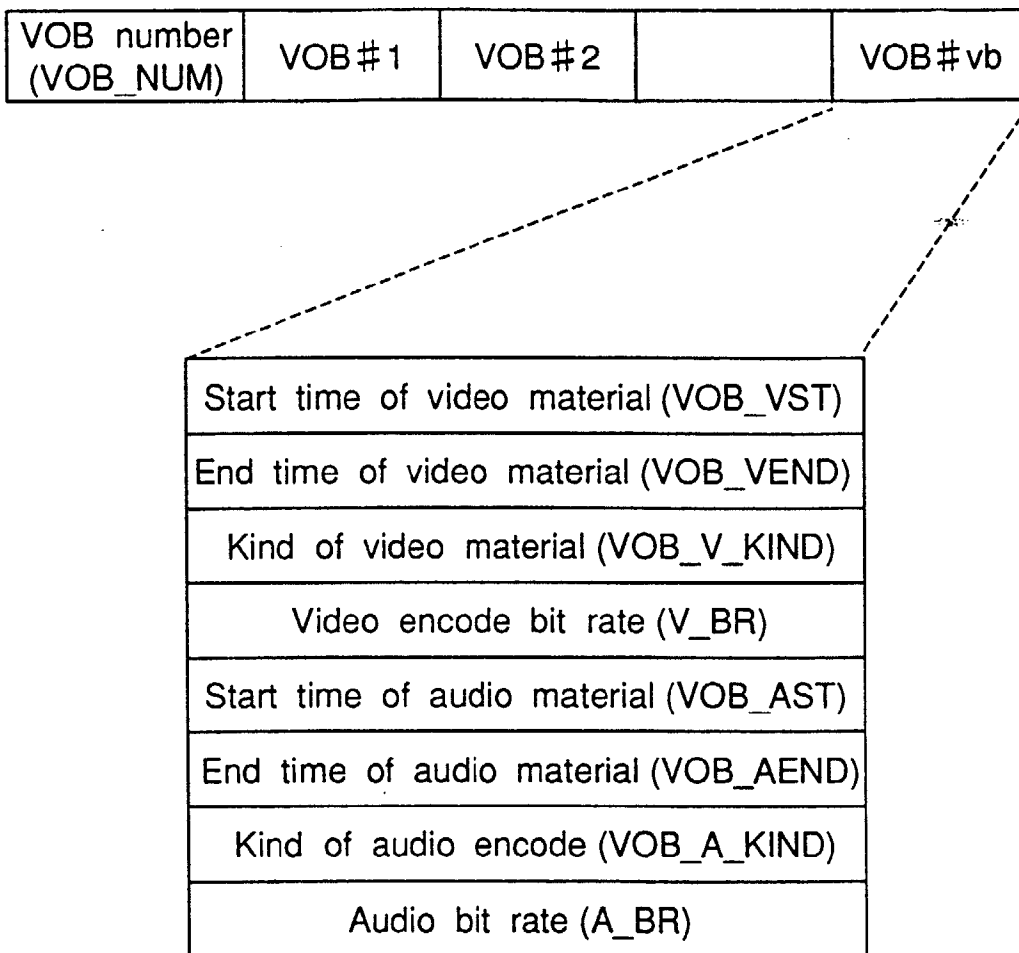 VOB number
(VOB_NUM)
VOB#1
VOB#2
VOB#vb
Start time of video material (VOB_VST)
End time of video material (VOB_VEND)
Kind of video material (VOB_V_KIND)
Video encode bit rate (V_BR)
Start time of audio material (VOB_AST)
End time of audio material (VOB_AEND)
Kind of audio encode (VOB_A_KIND)
Audio bit rate (A_BR)